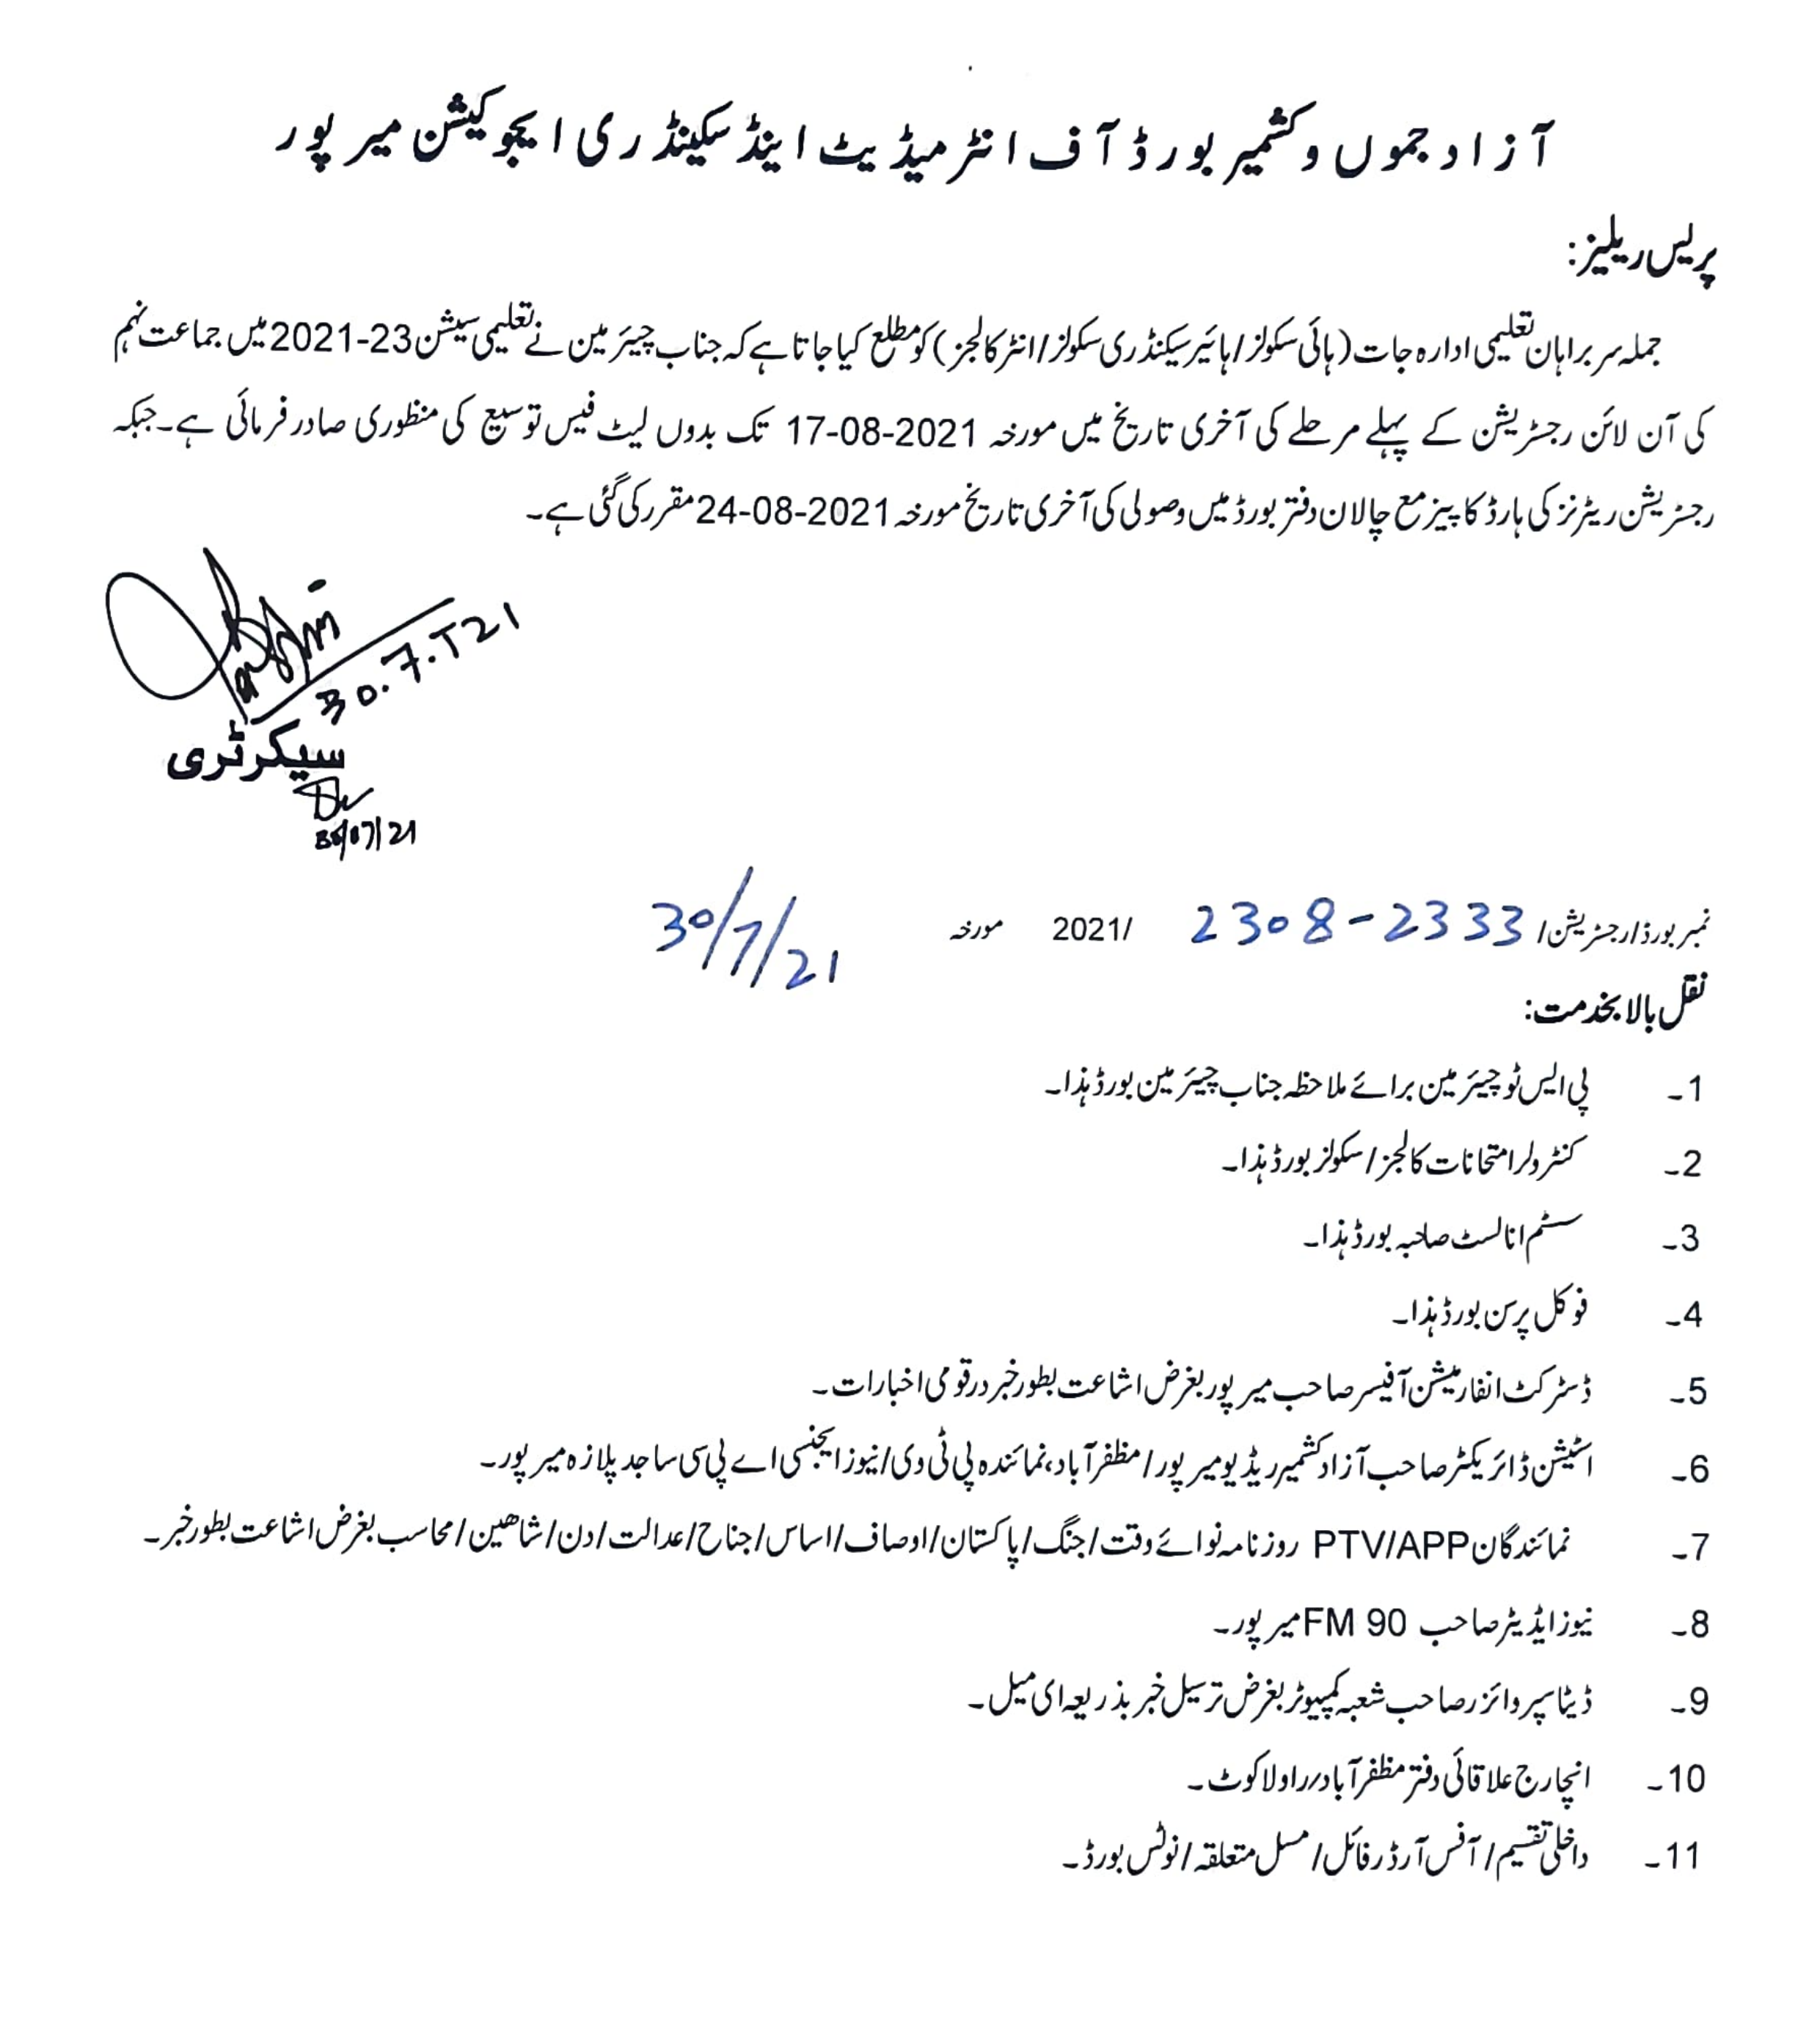 آزاد جموں و کشمیر بورڈ آف انٹرمیڈیٹ اینڈ سکینڈری ایجوکیشن میرپور
پریس ریلیز:
جملہ سربراہان تعلیمی ادارہ جات (ہائی سکولز/ہائیر سیکنڈری سکولز/انٹر کالجز) کو مطلع کیا جاتا ہے کہ جناب چیئرمین نے تعلیمی سیشن 2021-23 میں جماعت نہم
کی آن لائن رجسٹریشن کے پہلے مرحلے کی آخری تاریخ میں مورخہ 17-08-2021 تک بدوں لیٹ فیس توسیع کی منظوری صادر فرمائی ہے۔ جبکہ
رجسٹریشن ریٹرنز کی ہارڈ کاپیز مع چالان دفتر بورڈ میں وصولی کی آخری تاریخ مورخہ 24-08-2021 مقرر کی گئی ہے۔
30.7.T21
سیکرٹری
30/07/21
نمبر بورڈ/رجسٹریشن/ 2308-2333 /2021 مورخہ 30/7/21
نقل بالا بخدمت:
1۔ پی ایس ٹو چیئرمین برائے ملاحظہ جناب چیئرمین بورڈ ہذا۔
2۔ کنٹرولر امتحانات کالجز/سکولز بورڈ ہذا۔
3۔ سسٹم انالسٹ صاحبہ بورڈ ہذا۔
4۔ فوکل پرسن بورڈ ہذا۔
5۔ ڈسٹرکٹ انفارمیشن آفیسر صاحب میرپور بغرض اشاعت بطور خبر در قومی اخبارات۔
6۔ اسٹیشن ڈائریکٹر صاحب آزاد کشمیر ریڈیو میرپور/مظفرآباد، نمائندہ پی ٹی وی/نیوز ایجنسی اے پی سی ساجد پلازہ میرپور۔
7۔ نمائندگان PTV/APP روزنامہ نوائے وقت/جنگ/پاکستان/اوصاف/اساس/جناح/عدالت/دن/شاھین/محاسب بغرض اشاعت بطور خبر۔
8۔ نیوز ایڈیٹر صاحب FM 90 میرپور۔
9۔ ڈیٹا سپروائزر صاحب شعبہ کمپیوٹر بغرض ترسیل خبر بذریعہ ای میل۔
10۔ انچارج علاقائی دفتر مظفرآباد/راولاکوٹ۔
11۔ داخلی تقسیم/آفس آرڈر فائل/مسل متعلقہ/نوٹس بورڈ۔